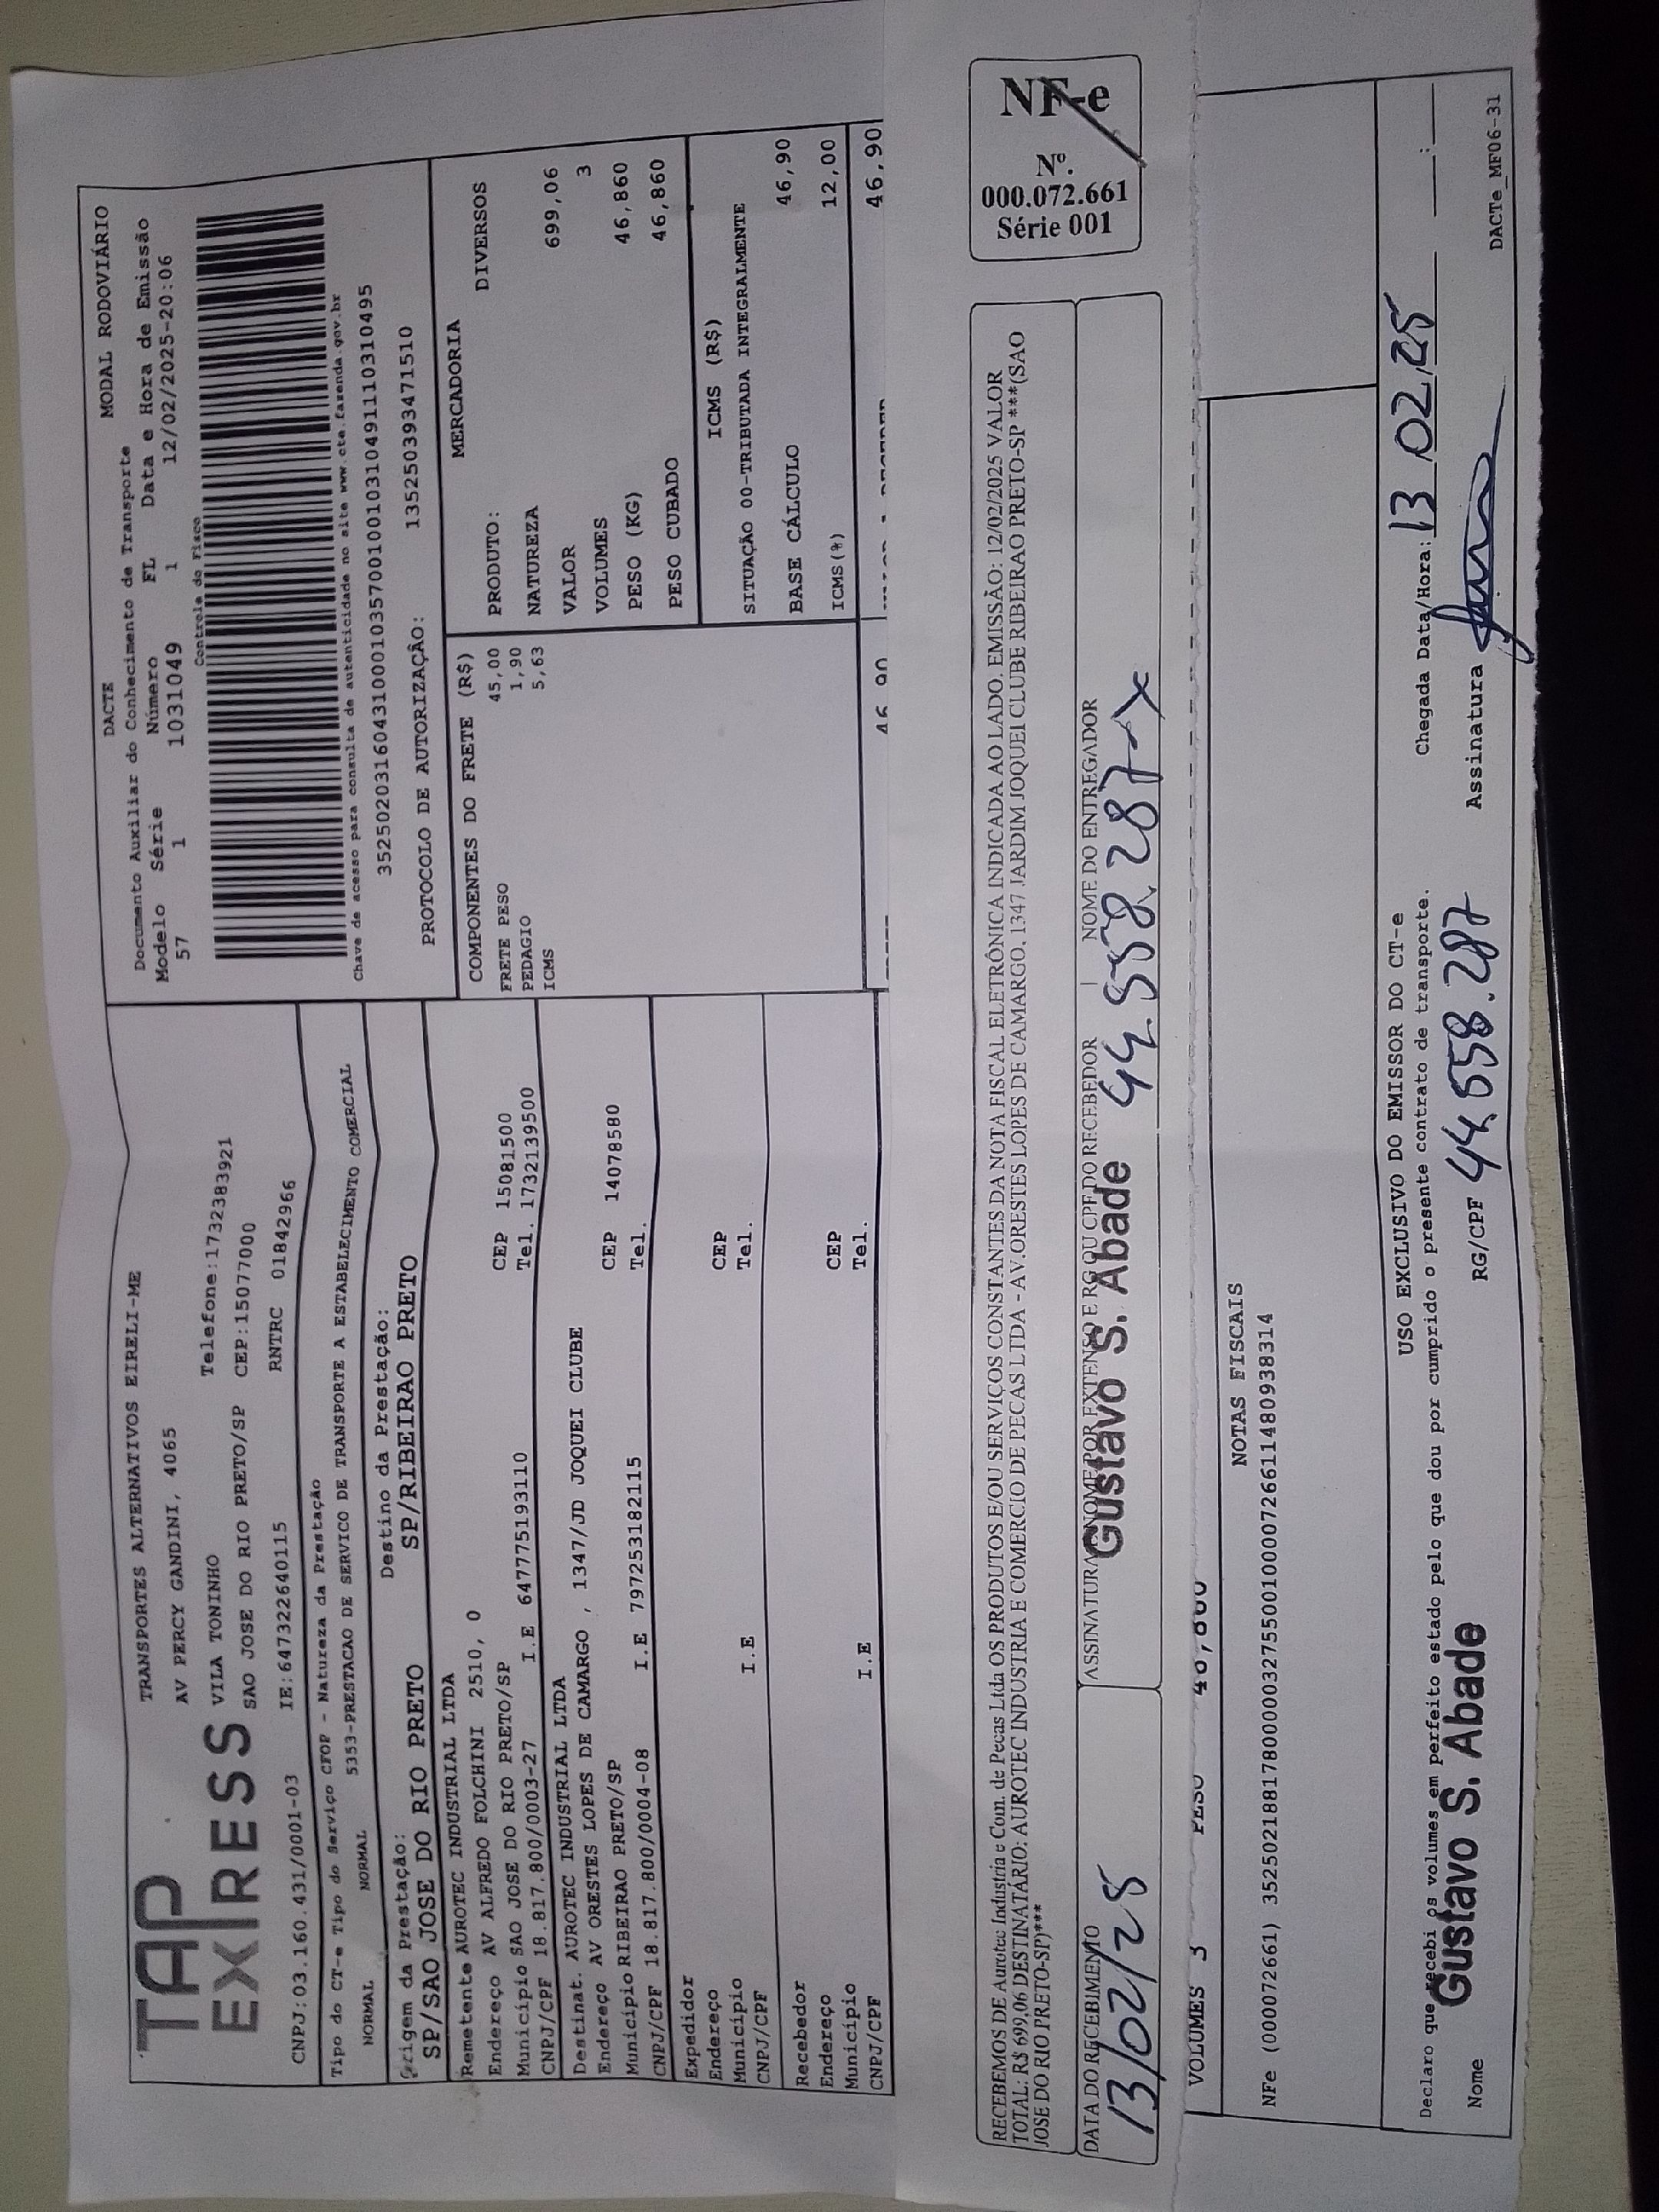 TAP
EXPRESS
TRANSPORTES ALTERNATIVOS EIRELI-ME
AV PERCY GANDINI, 4065
VILA TONINHO Telefone:1732383921
SAO JOSE DO RIO PRETO/SP CEP:15077000
CNPJ:03.160.431/0001-03 IE:647322640115 RNTRC 01842966
Tipo do CT-e Tipo do Serviço CFOP - Natureza da Prestação
NORMAL NORMAL 5353-PRESTACAO DE SERVICO DE TRANSPORTE A ESTABELECIMENTO COMERCIAL
Origem da Prestação: Destino da Prestação:
SP/SAO JOSE DO RIO PRETO SP/RIBEIRAO PRETO
Remetente AUROTEC INDUSTRIAL LTDA
Endereço AV ALFREDO FOLCHINI 2510, 0 CEP 15081500
Município SAO JOSE DO RIO PRETO/SP Tel. 1732139500
CNPJ/CPF 18.817.800/0003-27 I.E 647775193110
Destinat. AUROTEC INDUSTRIAL LTDA
Endereço AV ORESTES LOPES DE CAMARGO , 1347/JD JOQUEI CLUBE
Município RIBEIRAO PRETO/SP CEP 14078580
CNPJ/CPF 18.817.800/0004-08 I.E 797253182115 Tel.
Expedidor
Endereço
Município CEP
CNPJ/CPF I.E Tel.
Recebedor
Endereço
Município CEP
CNPJ/CPF I.E Tel.
DACTE MODAL RODOVIÁRIO
Documento Auxiliar do Conhecimento de Transporte
Modelo Série Número FL Data e Hora de Emissão
57 1 1031049 1 12/02/2025-20:06
Controle do Fisco
Chave de acesso para consulta de autenticidade no site www.cte.fazenda.gov.br
35250203160431000103570010010310491110310495
PROTOCOLO DE AUTORIZAÇÃO: 135250393471510
COMPONENTES DO FRETE (R$)
FRETE PESO 45,00
PEDAGIO 1,90
ICMS 5,63
MERCADORIA
PRODUTO: DIVERSOS
NATUREZA
VALOR 699,06
VOLUMES 3
PESO (KG) 46,860
PESO CUBADO 46,860
ICMS (R$)
SITUAÇÃO 00-TRIBUTADA INTEGRALMENTE
BASE CÁLCULO 46,90
ICMS(%) 12,00
46,90
46,90
RECEBEMOS DE Aurotec Industria e Com. de Pecas Ltda OS PRODUTOS E/OU SERVIÇOS CONSTANTES DA NOTA FISCAL ELETRÔNICA INDICADA AO LADO. EMISSÃO: 12/02/2025 VALOR
TOTAL: R$ 699,06 DESTINATÁRIO: AUROTEC INDUSTRIA E COMERCIO DE PECAS LTDA - AV.ORESTES LOPES DE CAMARGO, 1347 JARDIM JOQUEI CLUBE RIBEIRAO PRETO-SP ***(SAO
JOSE DO RIO PRETO-SP)***
DATA DO RECEBIMENTO ASSINATURA, NOME POR EXTENSO E RG OU CPF DO RECEBEDOR NOME DO ENTREGADOR
13/02/25 Gustavo S. Abade 44.558.287-X
NF-e
Nº.
000.072.661
Série 001
VOLUMES 3 PESO 46,860
NOTAS FISCAIS
NFe (000072661) 35250218817800000327550010000726611480938314
USO EXCLUSIVO DO EMISSOR DO CT-e
Declaro que recebi os volumes em perfeito estado pelo que dou por cumprido o presente contrato de transporte. Chegada Data/Hora: 13 02 25 :
Nome Gustavo S. Abade RG/CPF 44.558.287 Assinatura
DACTe_MF06-31